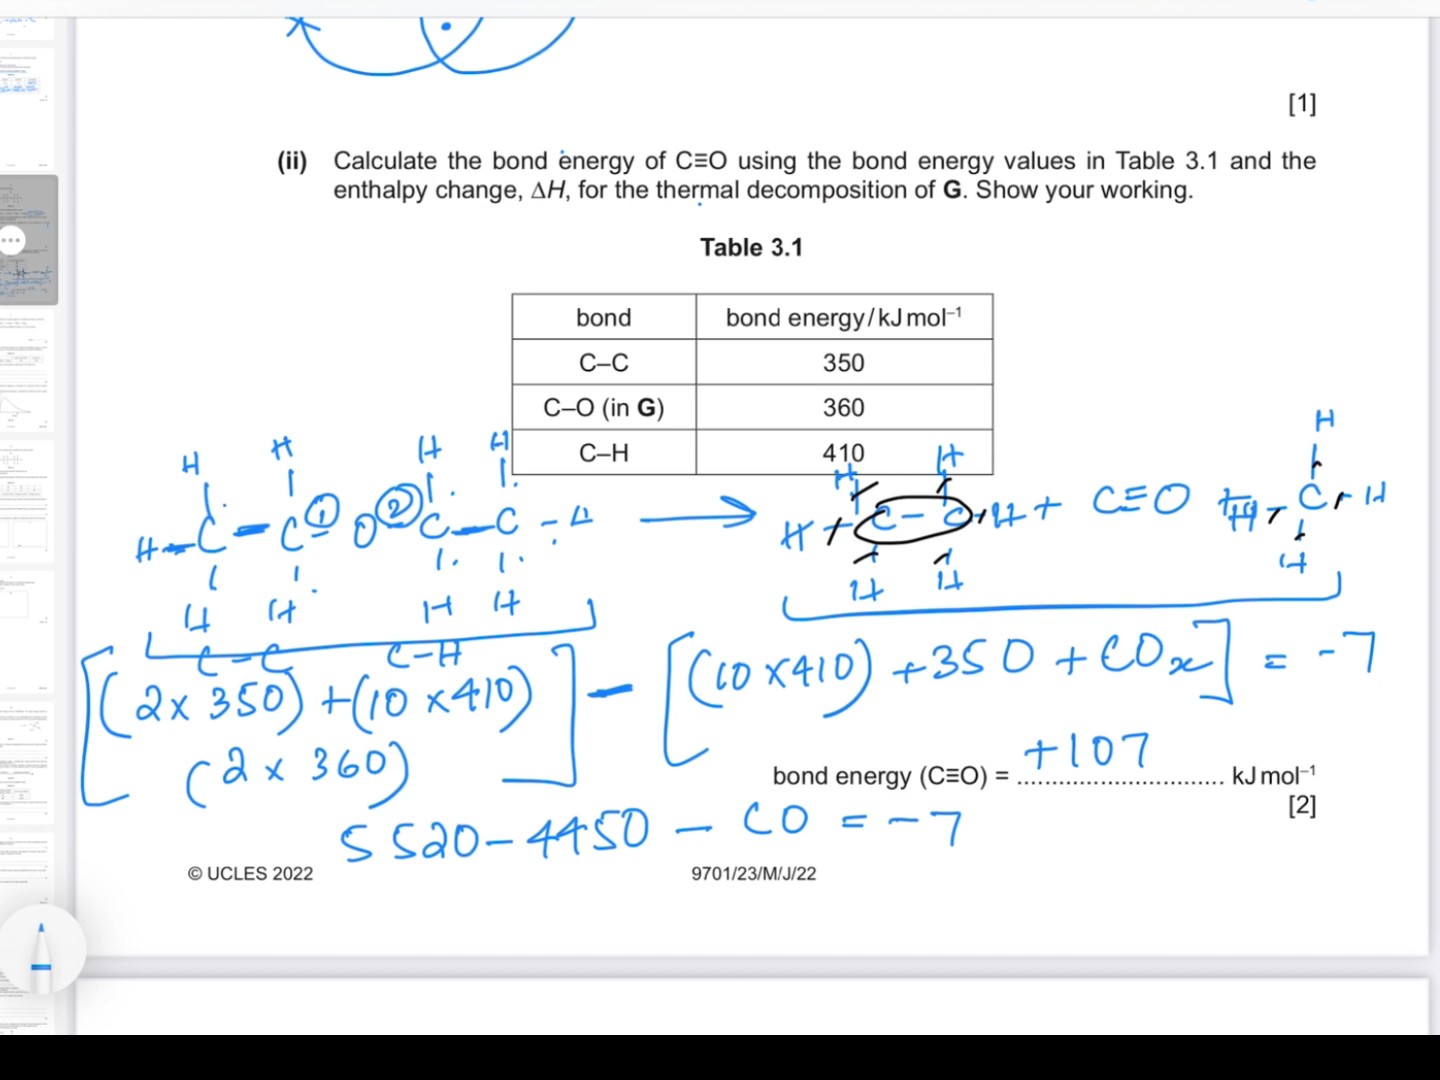 [1]
(ii) Calculate the bond energy of C≡O using the bond energy values in Table 3.1 and the
enthalpy change, ΔH, for the thermal decomposition of G. Show your working.
Table 3.1
bond bond energy/kJ mol⁻¹
C–C 350
C–O (in G) 360
C–H 410
H H H H H H H
H–C–C ① O ② C–C – H → H – C – C – H + C≡O H – C – H
H H H H H H H
C–C C–H
[(2 × 350) + (10 × 410) (2 × 360)] – [(10 × 410) + 350 + CO x] = -7
bond energy (C≡O) = +107 kJ mol⁻¹
[2]
5520 – 4450 – CO = -7
© UCLES 2022 9701/23/M/J/22